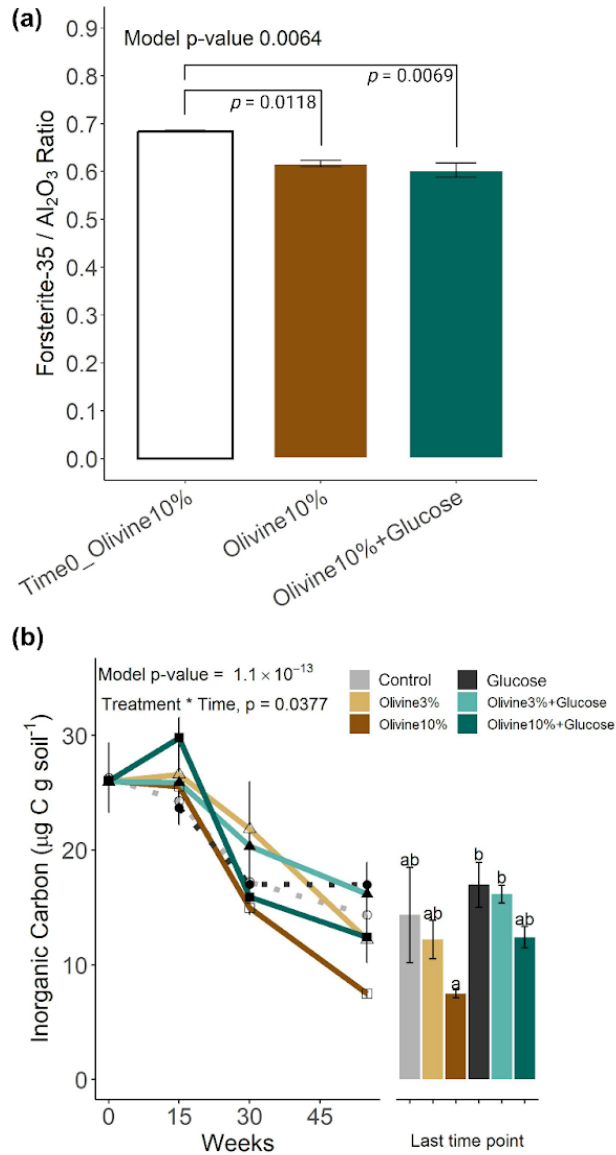 (a)
Model p-value 0.0064
p = 0.0069
p = 0.0118
Forsterite-35 / Al₂O₃ Ratio
0.9
0.8
0.7
0.6
0.5
0.4
0.3
0.2
0.1
0.0
Time0_Olivine10%
Olivine10%
Olivine10%+Glucose
(b)
Model p-value = 1.1 × 10⁻¹³
Treatment * Time, p = 0.0377
Control
Glucose
Olivine3%
Olivine3%+Glucose
Olivine10%
Olivine10%+Glucose
Inorganic Carbon (µg C g soil⁻¹)
30
20
10
0
0 15 30 45
Weeks
ab
ab
a
b
b
ab
Last time point